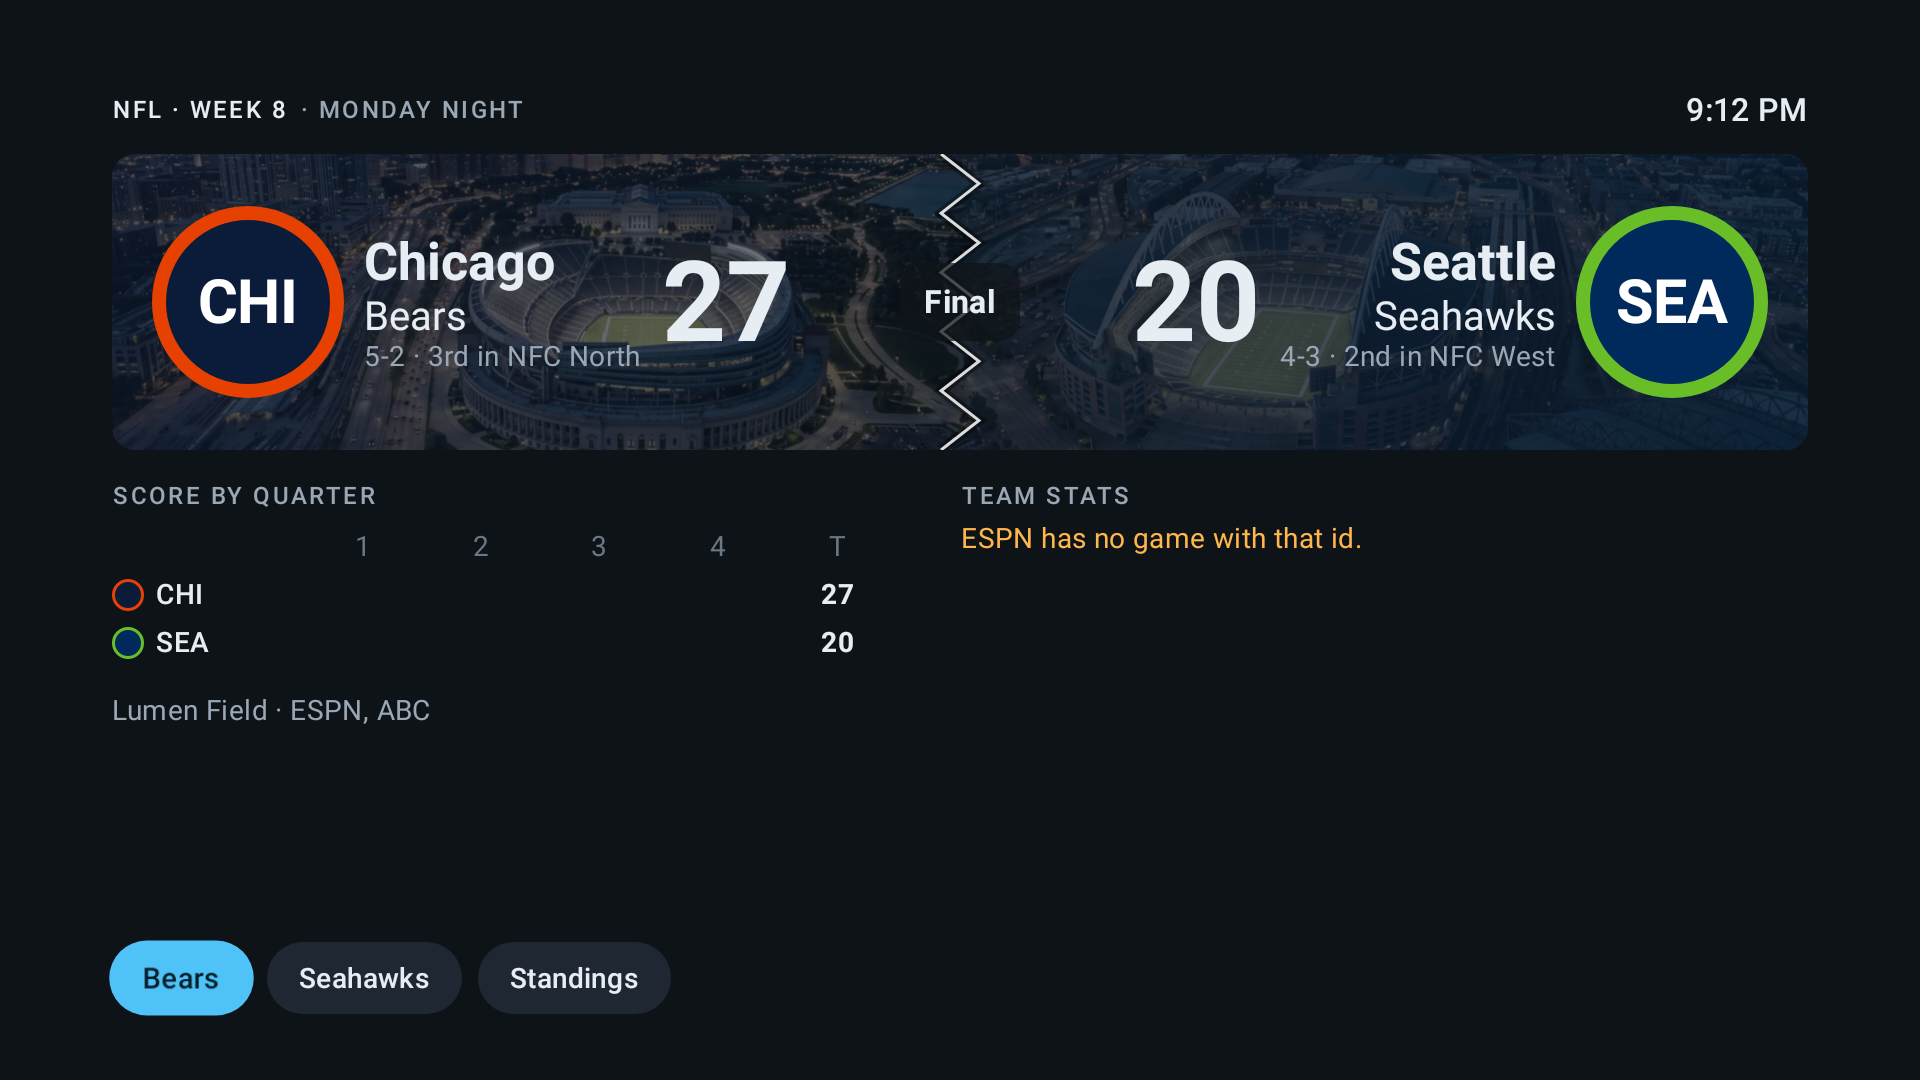 NFL · WEEK 8 · MONDAY NIGHT
9:12 PM
CHI
Chicago
Bears
5-2 · 3rd in NFC North
27
Final
20
Seattle
Seahawks
4-3 · 2nd in NFC West
SEA
SCORE BY QUARTER
1 2 3 4 T
CHI 27
SEA 20
Lumen Field · ESPN, ABC
TEAM STATS
ESPN has no game with that id.
Bears Seahawks Standings